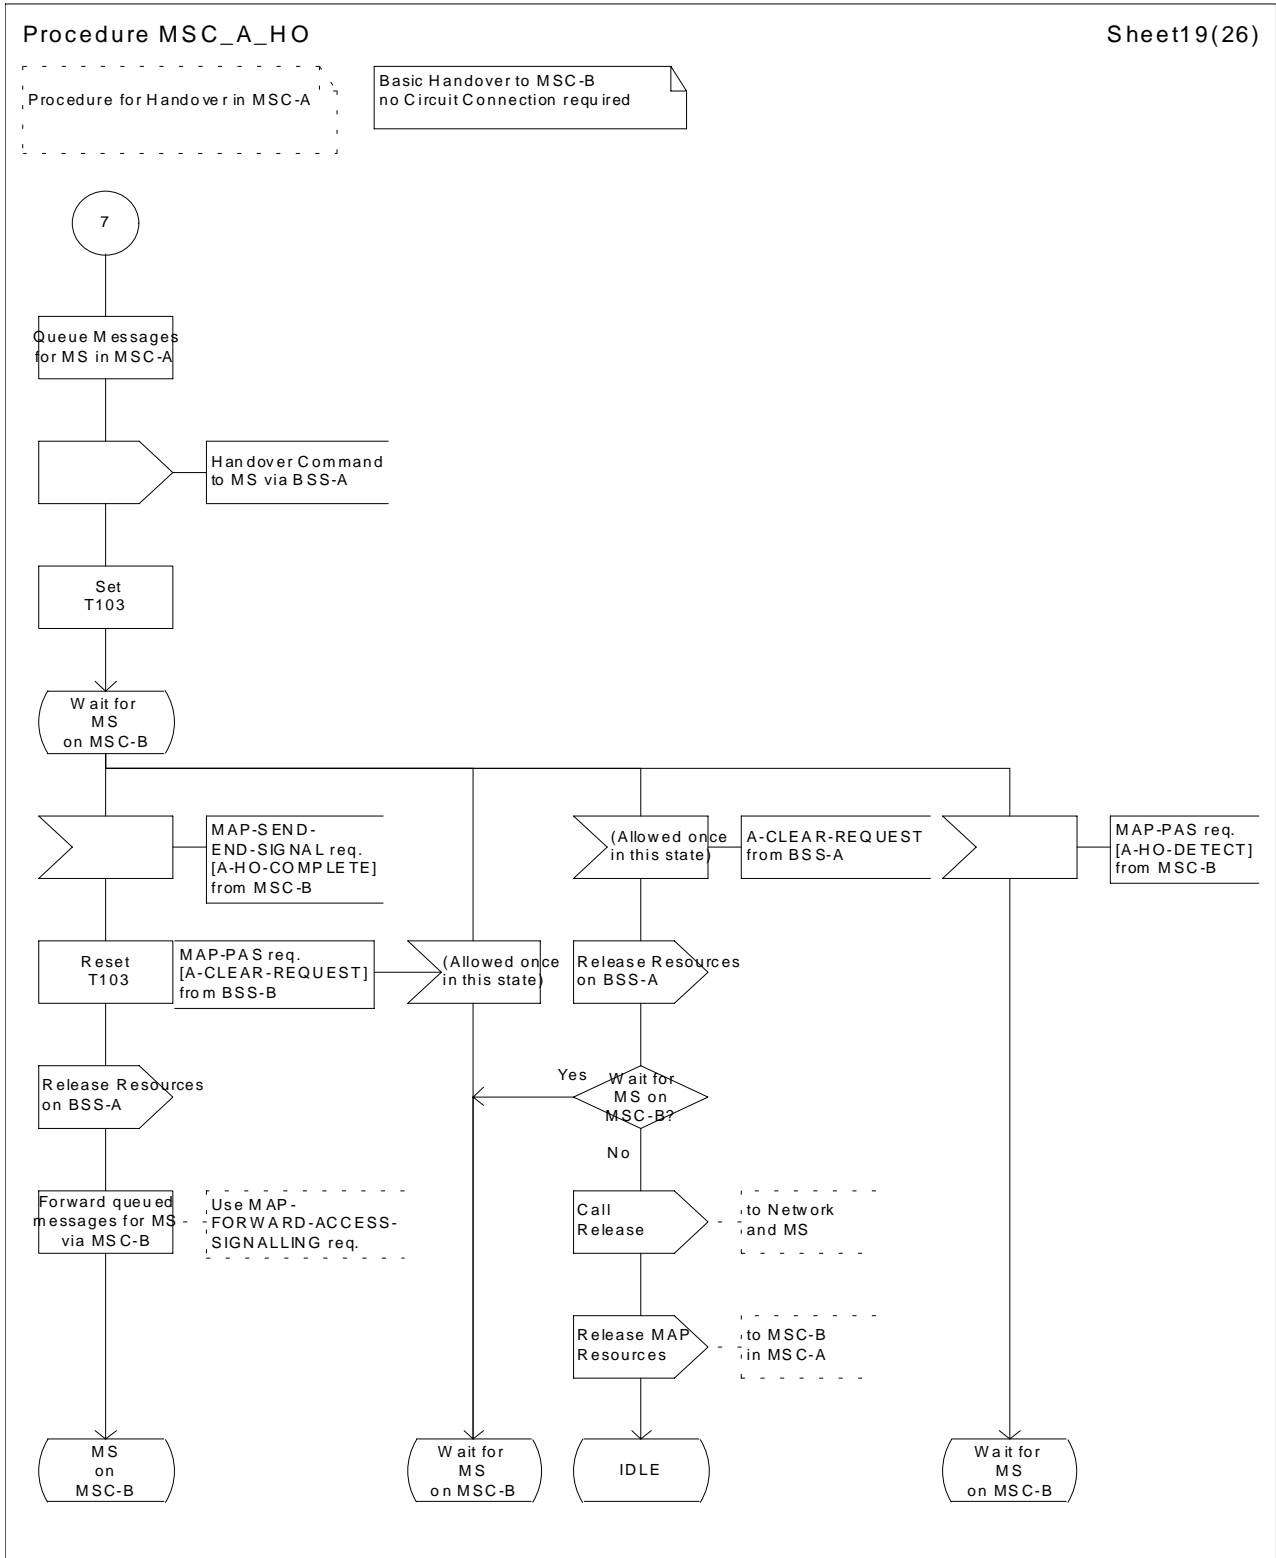 Procedure MSC_A_HO
Sheet19(26)
Procedure for Handover in MSC-A
Basic Handover to MSC-B
no Circuit Connection required
7
Queue Messages
for MS in MSC-A
Handover Command
to MS via BSS-A
Set
T103
Wait for
MS
on MSC-B
MAP-SEND-
END-SIGNAL req.
[A-HO-COMPLETE]
from MSC-B
(Allowed once
in this state)
A-CLEAR-REQUEST
from BSS-A
MAP-PAS req.
[A-HO-DETECT]
from MSC-B
Reset
T103
MAP-PAS req.
[A-CLEAR-REQUEST]
from BSS-B
(Allowed once
in this state)
Release Resources
on BSS-A
Release Resources
on BSS-A
Yes
Wait for
MS on
MSC-B?
No
Forward queued
messages for MS
via MSC-B
Use MAP-
FORWARD-ACCESS-
SIGNALLING req.
Call
Release
to Network
and MS
Release MAP
Resources
to MSC-B
in MSC-A
MS
on
MSC-B
Wait for
MS
on MSC-B
IDLE
Wait for
MS
on MSC-B